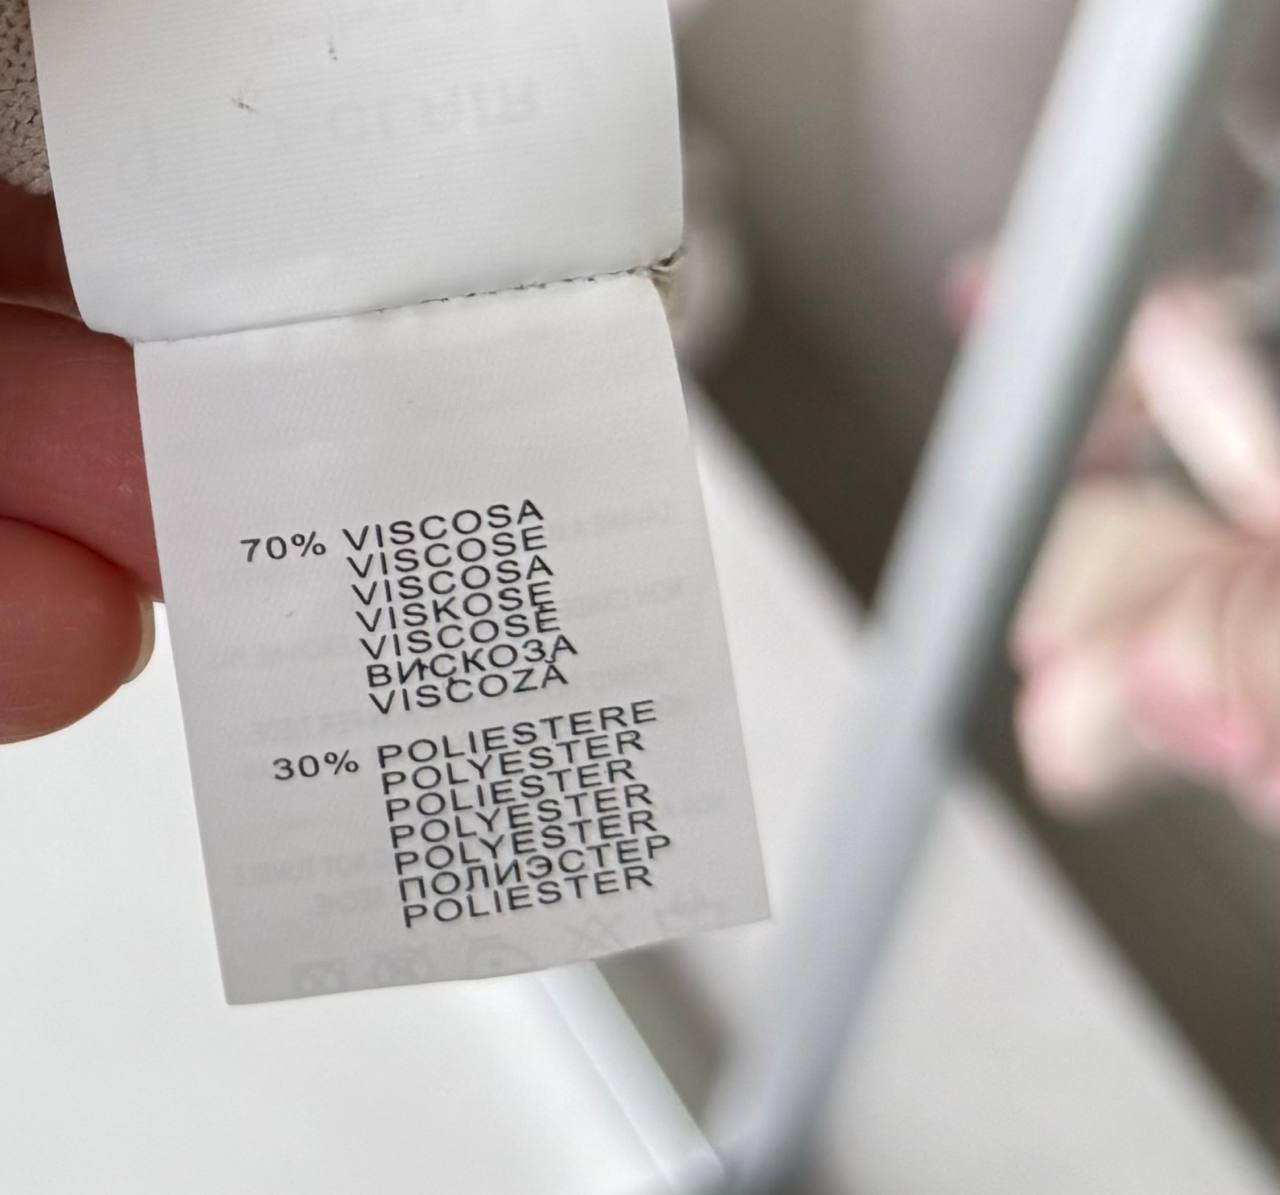 70% VISCOSA
VISCOSE
VISCOSA
VISKOSE
VISCOSE
ВИСКОЗА
VISCOZĂ
30% POLIESTERE
POLYESTER
POLIESTER
POLYESTER
POLYESTER
ПОЛИЭСТЕР
POLIESTER